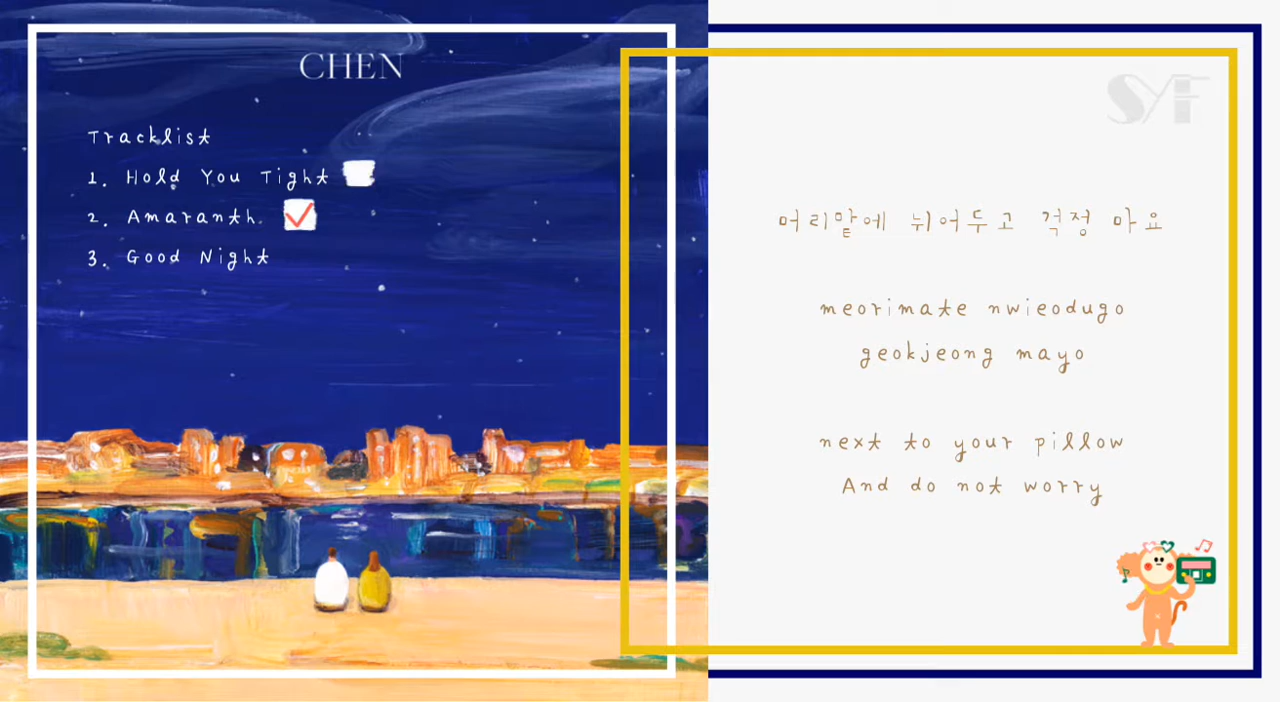 CHEN
Tracklist
1. Hold You Tight
2. Amaranth
3. Good Night
SYF
머리맡에 뉘어두고 걱정 마요
meorimate nwieodugo
geokjeong mayo
next to your pillow
And do not worry